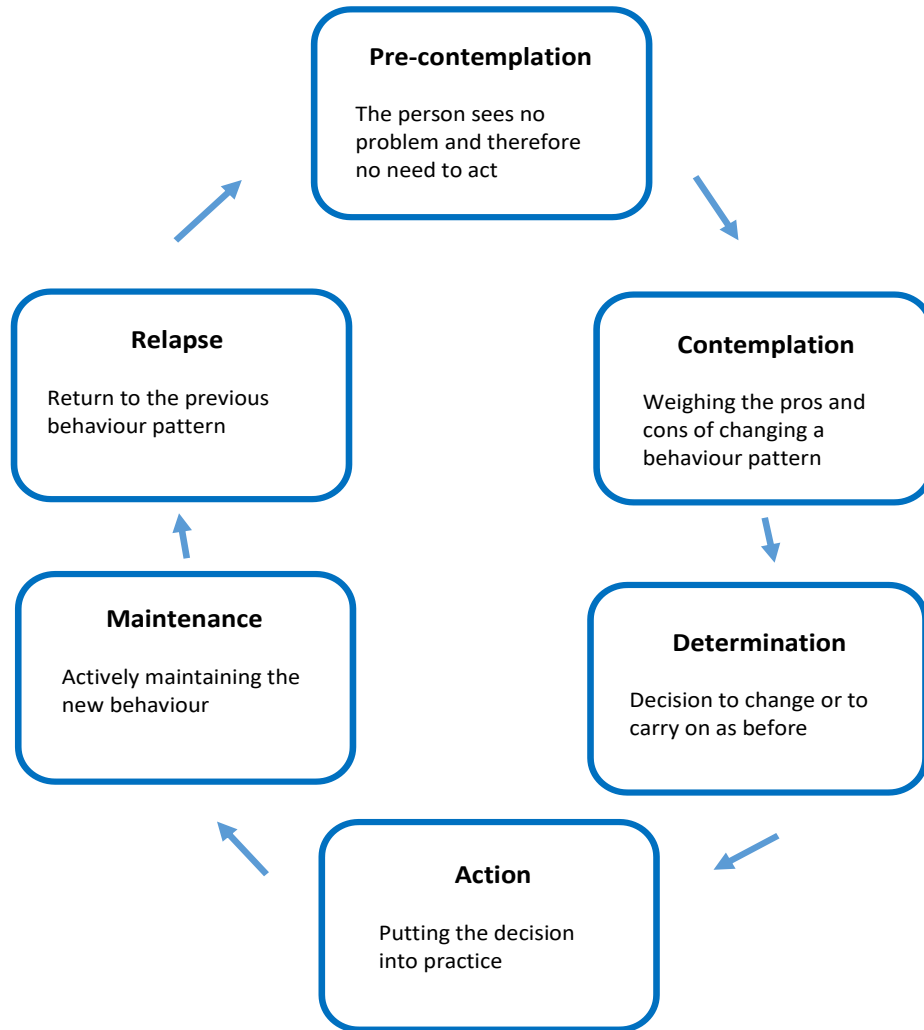 Pre-contemplation
The person sees no
problem and therefore
no need to act
Contemplation
Weighing the pros and
cons of changing a
behaviour pattern
Determination
Decision to change or to
carry on as before
Action
Putting the decision
into practice
Maintenance
Actively maintaining the
new behaviour
Relapse
Return to the previous
behaviour pattern